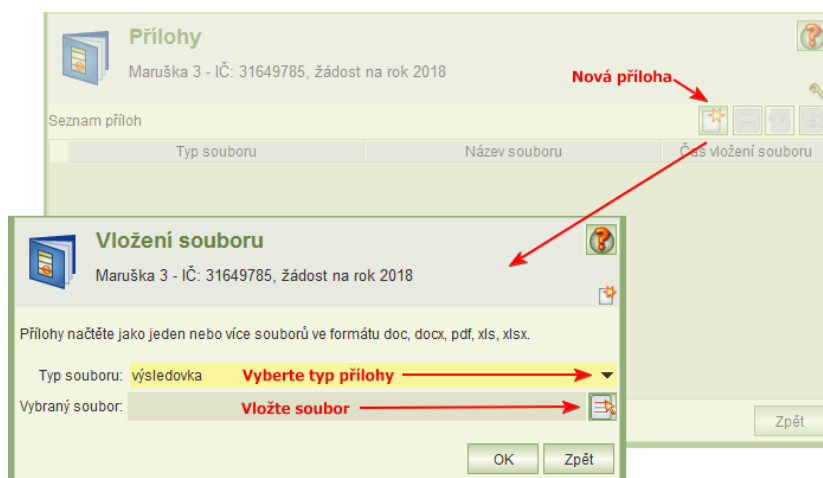 Přílohy
Maruška 3 - IČ: 31649785, žádost na rok 2018
Nová příloha
Seznam příloh
Typ souboru Název souboru Čas vložení souboru
Vložení souboru
Maruška 3 - IČ: 31649785, žádost na rok 2018
Přílohy načtěte jako jeden nebo více souborů ve formátu doc, docx, pdf, xls, xlsx.
Typ souboru: výsledovka Vyberte typ přílohy
Vybraný soubor: Vložte soubor
Zpět
OK Zpět